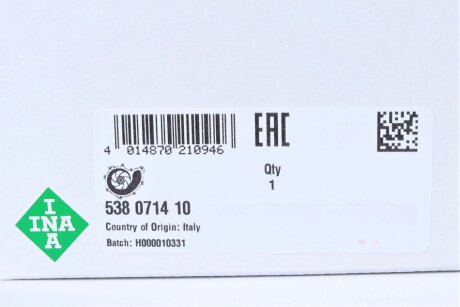 4 014870 210946
EAC
Qty
1
538 0714 10
Country of Origin: Italy
Batch: H000010331
I
INA
A